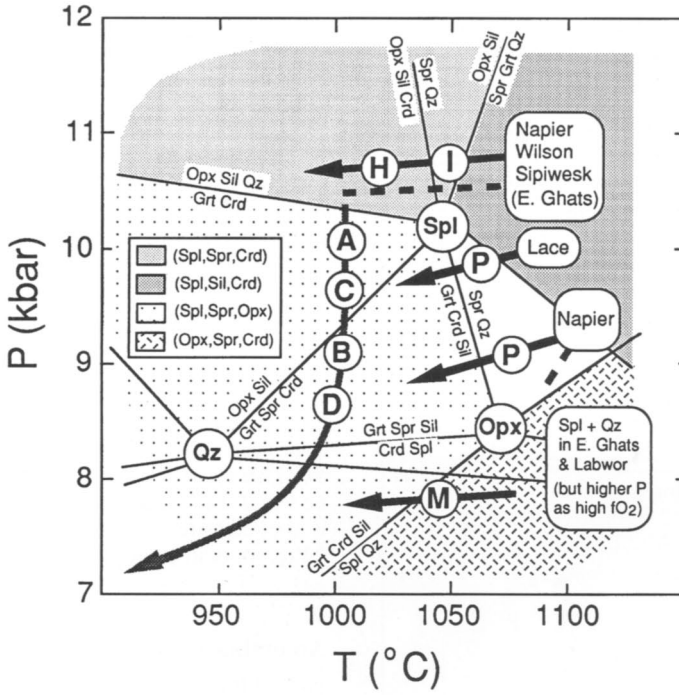 12
11
10
9
8
7
P (kbar)
950
1000
1050
1100
T (°C)
Opx Sil
Opx Sil Crd
Spr Qz
Opx Sil
Spr Grt Qz
Napier
Wilson
Sipiwesk
(E. Ghats)
H
I
Opx Sil Qz
Grt Crd
Spl
A
Lace
P
(Spl,Spr,Crd)
(Spl,Sil,Crd)
(Spl,Spr,Opx)
(Opx,Spr,Crd)
C
Spr Qz
Grt Crd Sil
Napier
B
P
Opx Sil
Grt Spr Crd
D
Qz
Grt Spr Sil
Crd Spl
Opx
Spl + Qz
in E. Ghats
& Labwor
(but higher P
as high fO2)
M
Grt Crd Sil
Spl Qz